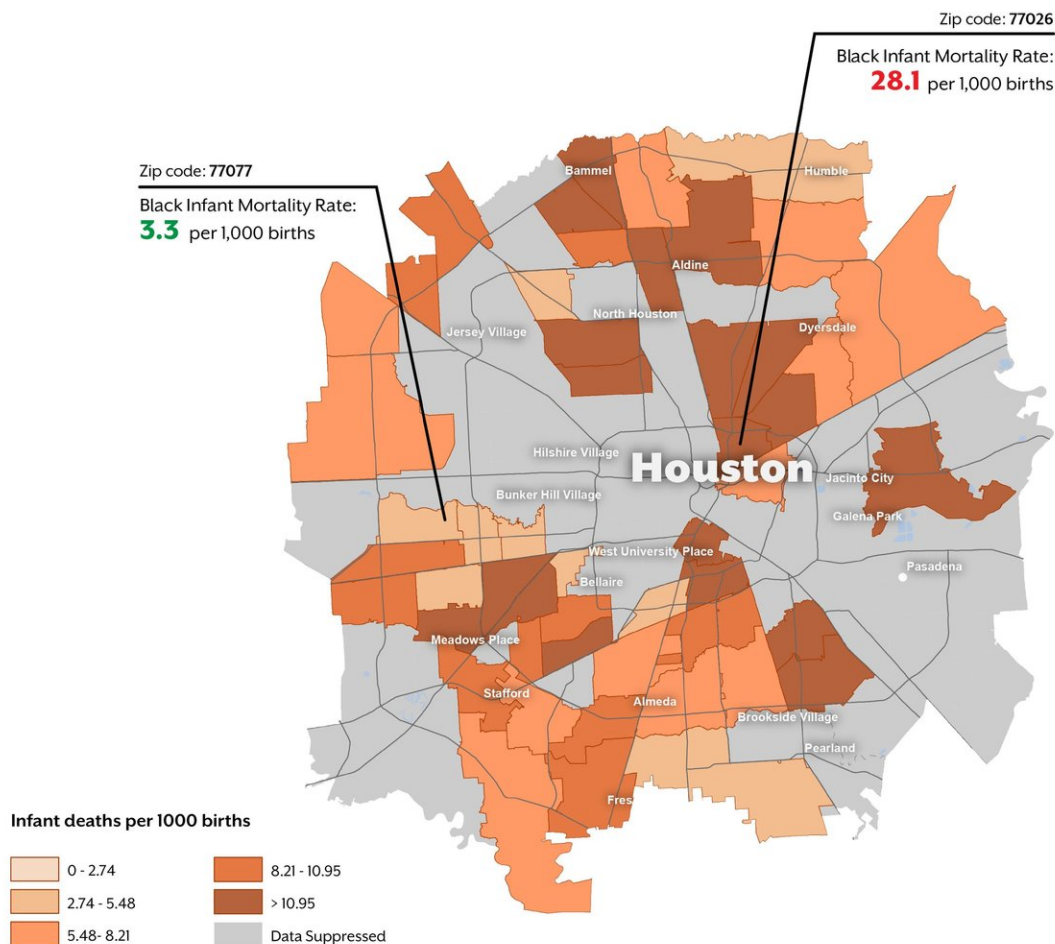 Zip code: 77026
Black Infant Mortality Rate:
28.1 per 1,000 births
Zip code: 77077
Black Infant Mortality Rate:
3.3 per 1,000 births
Bammel
Humble
Aldine
North Houston
Jersey Village
Dyersdale
Hilshire Village
Houston
Jacinto City
Bunker Hill Village
Galena Park
West University Place
Pasadena
Bellaire
Meadows Place
Stafford
Almeda
Brookside Village
Pearland
Fres
Infant deaths per 1000 births
0 - 2.74
2.74 - 5.48
5.48- 8.21
8.21 - 10.95
> 10.95
Data Suppressed